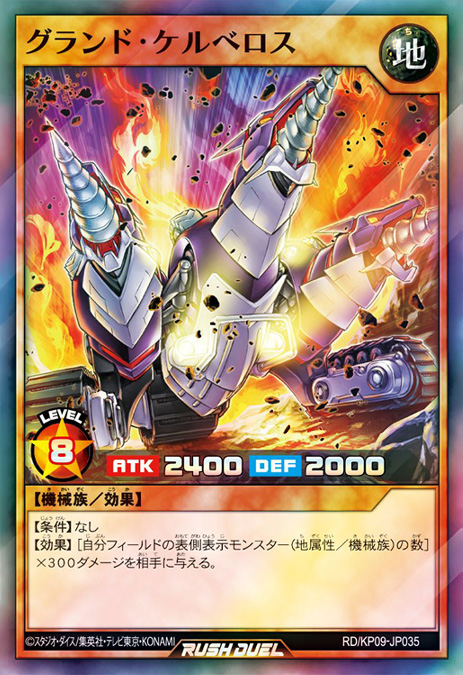 グランド・ケルベロス
地
LEVEL
8
ATK 2400 DEF 2000
【機械族／効果】
【条件】なし
【効果】[自分フィールドの表側表示モンスター(地属性／機械族)の数]
×300ダメージを相手に与える。
©スタジオ・ダイス/集英社・テレビ東京・KONAMI
RUSH DUEL
RD/KP09-JP035